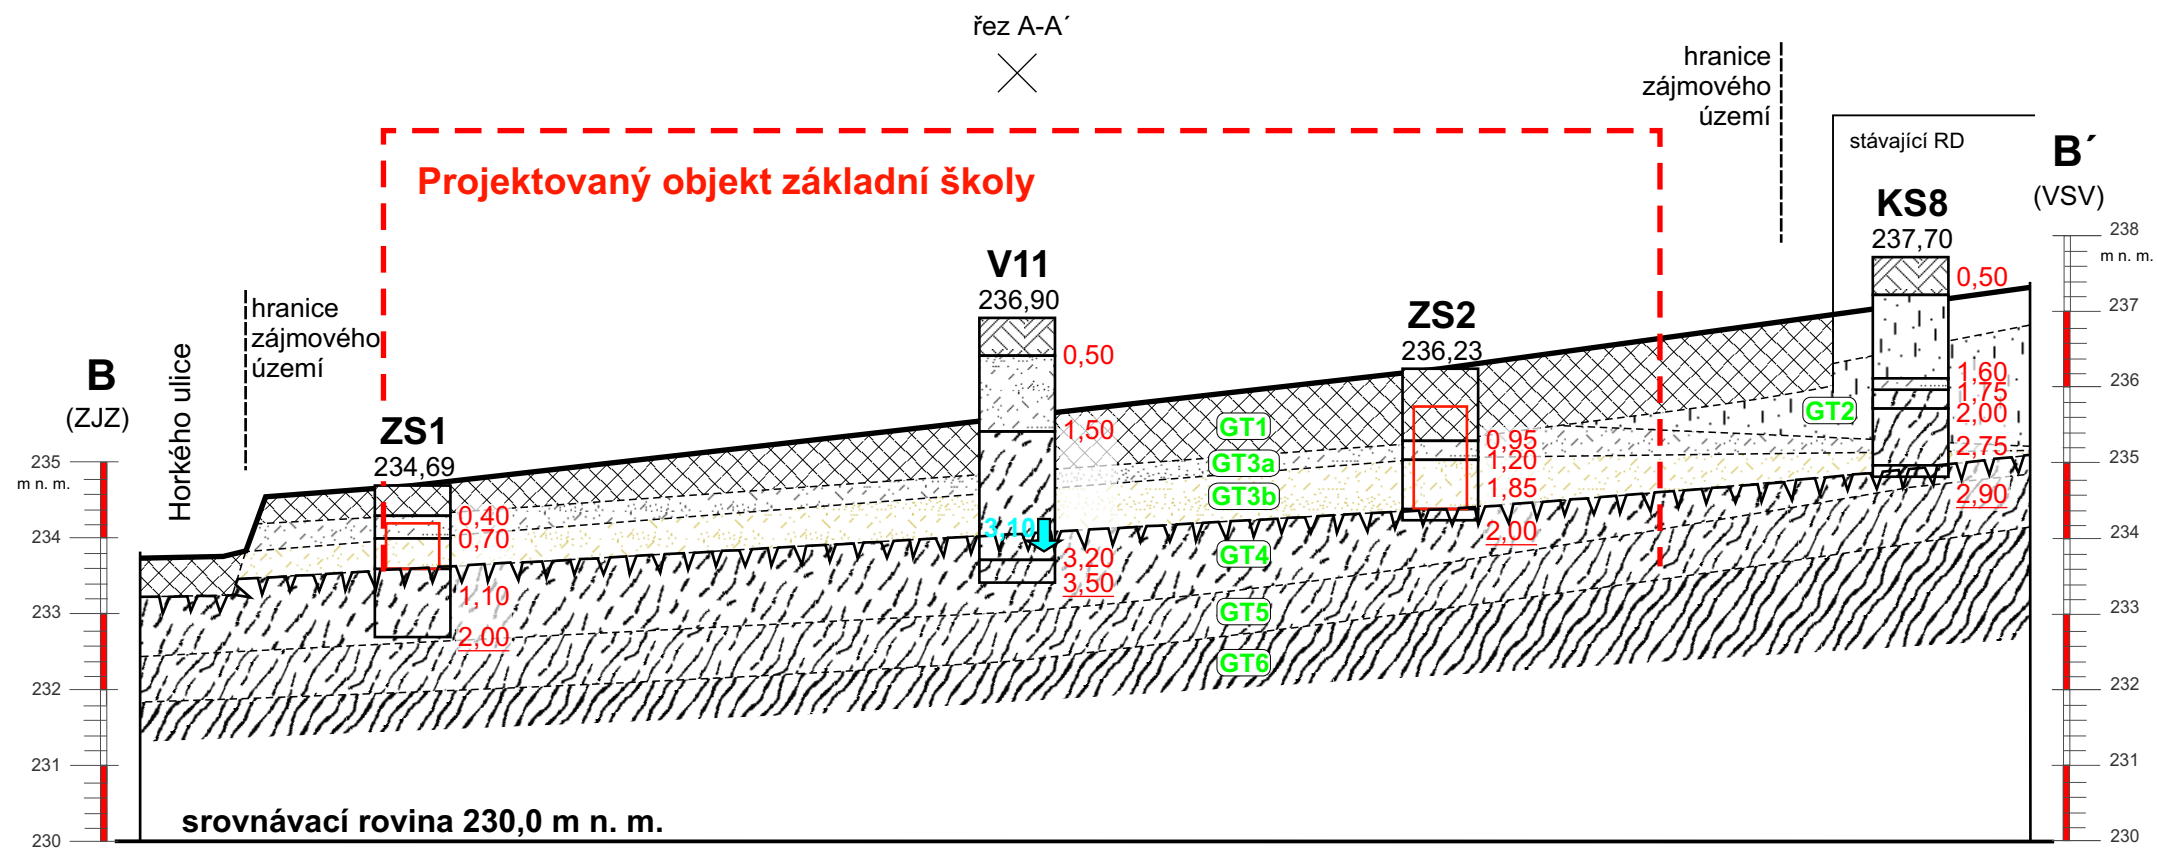 řez A-A´
hranice
zájmového
území
stávající RD
B´
(VSV)
Projektovaný objekt základní školy
KS8
237,70
0,50
1,60
1,75
2,00
2,75
2,90
V11
236,90
0,50
1,50
3,10
3,20
3,50
ZS2
236,23
0,95
1,20
1,85
2,00
hranice
zájmového
území
Horkého ulice
B
(ZJZ)
ZS1
234,69
0,40
0,70
1,10
2,00
GT1
GT2
GT3a
GT3b
GT4
GT5
GT6
235
m n. m.
234
233
232
231
230
238
m n. m.
237
236
235
234
233
232
231
230
srovnávací rovina 230,0 m n. m.